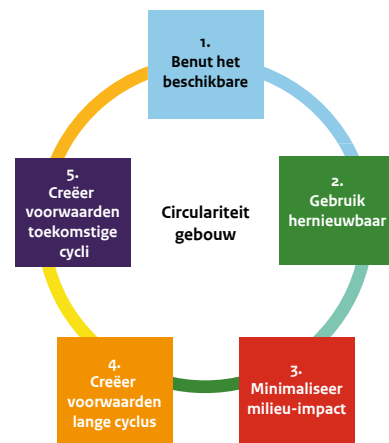 1.
Benut het
beschikbare
2.
Gebruik
hernieuwbaar
3.
Minimaliseer
milieu-impact
4.
Creëer
voorwaarden
lange cyclus
5.
Creëer
voorwaarden
toekomstige
cycli
Circulariteit
gebouw